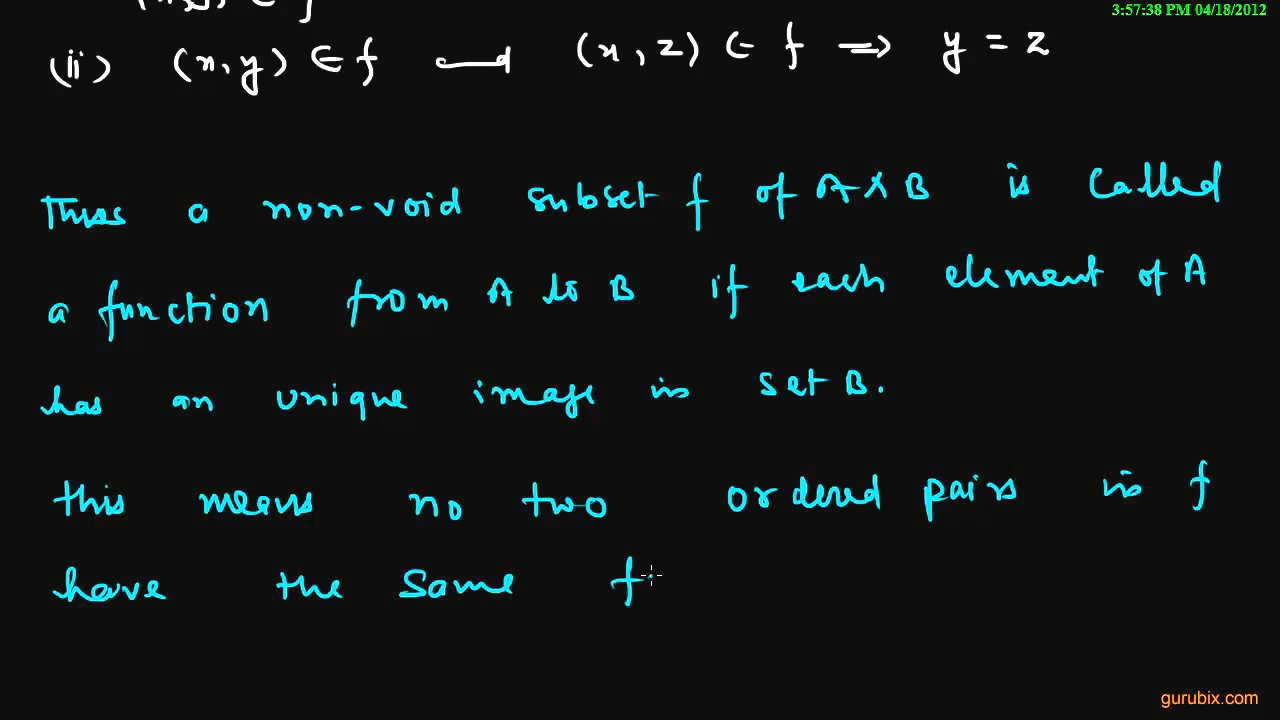 3:57:38 PM 04/18/2012
(ii) (x, y) ∈ f and (x, z) ∈ f ⇒ y = z
Thus a non-void subset f of A×B is called
a function from A to B if each element of A
has an unique image in set B.
this means no two ordered pairs in f
have the same f
gurubix.com